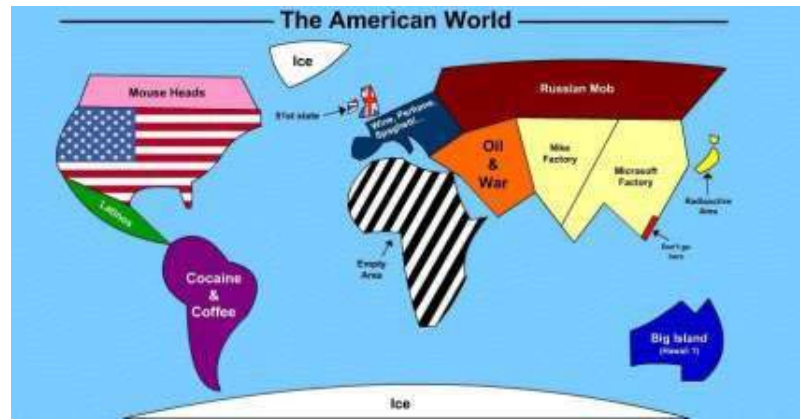 The American World
Ice
Mouse Heads
Russian Mob
51st state
Wine, Perfume,
Spaghetti...
Oil
&
War
Nike
Factory
Microsoft
Factory
Radioactive
Area
Latinos
Don't go
here
Empty
Area
Cocaine
&
Coffee
Big Island
(Hawaii ?)
Ice